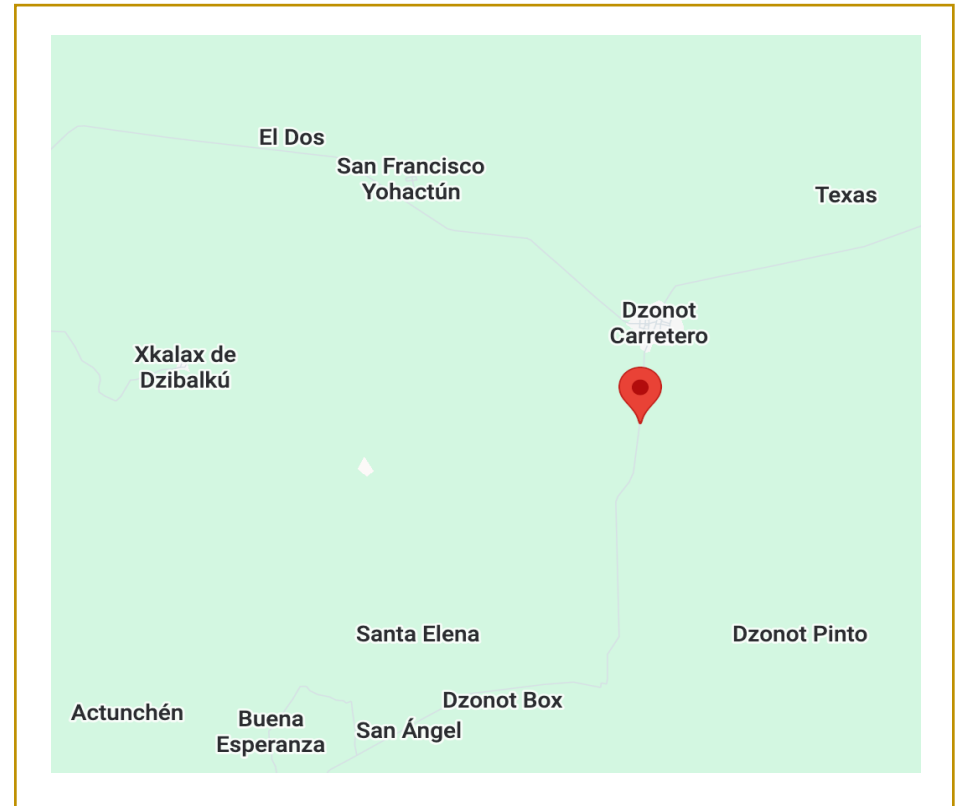 El Dos
San Francisco
Yohactún
Texas
Dzonot
Carretero
Xkalax de
Dzibalkú
Santa Elena
Dzonot Pinto
Dzonot Box
Actunchén
Buena
Esperanza
San Ángel